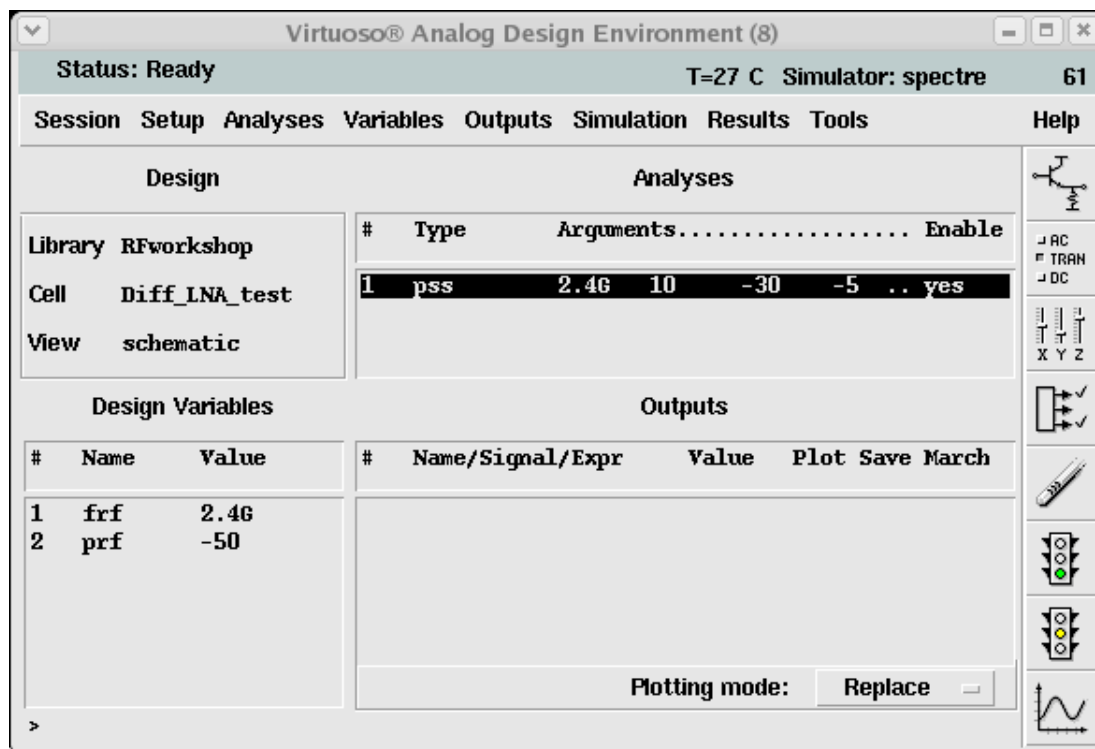 Virtuoso® Analog Design Environment (8)
Status: Ready T=27 C Simulator: spectre 61
Session Setup Analyses Variables Outputs Simulation Results Tools Help
Design
Library RFworkshop
Cell Diff_LNA_test
View schematic
Analyses
# Type Arguments.................. Enable
1 pss 2.4G 10 -30 -5 .. yes
Design Variables
# Name Value
1 frf 2.4G
2 prf -50
Outputs
# Name/Signal/Expr Value Plot Save March
Plotting mode: Replace
>
AC
TRAN
DC
X Y Z